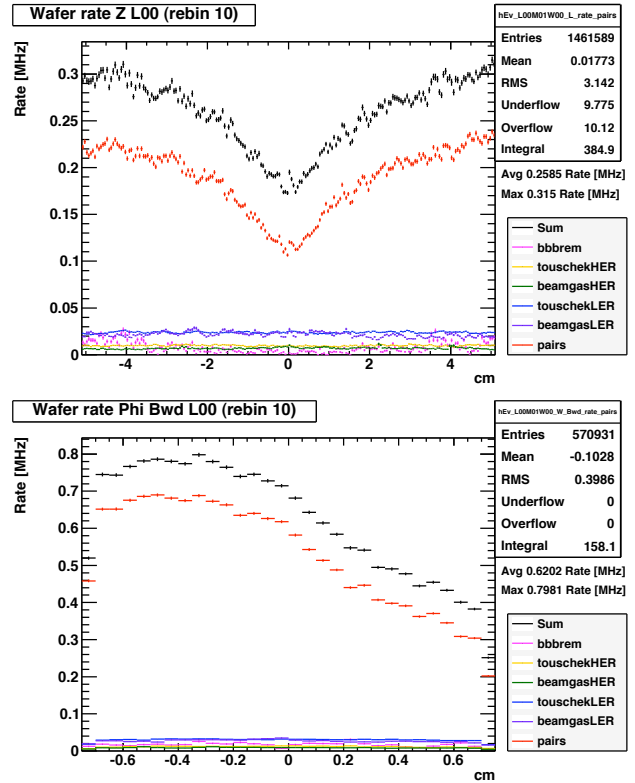 Wafer rate Z L00 (rebin 10)
hEv_L00M01W00_L_rate_pairs
Entries 1461589
Mean 0.01773
RMS 3.142
Underflow 9.775
Overflow 10.12
Integral 384.9
Avg 0.2585 Rate [MHz]
Max 0.315 Rate [MHz]
Rate [MHz]
0.3
0.25
0.2
0.15
0.1
0.05
0
-4 -2 0 2 4
cm
Sum
bbbrem
touschekHER
beamgasHER
touschekLER
beamgasLER
pairs
Wafer rate Phi Bwd L00 (rebin 10)
hEv_L00M01W00_W_Bwd_rate_pairs
Entries 570931
Mean -0.1028
RMS 0.3986
Underflow 0
Overflow 0
Integral 158.1
Avg 0.6202 Rate [MHz]
Max 0.7981 Rate [MHz]
Rate [MHz]
0.8
0.7
0.6
0.5
0.4
0.3
0.2
0.1
0
-0.6 -0.4 -0.2 0 0.2 0.4 0.6
cm
Sum
bbbrem
touschekHER
beamgasHER
touschekLER
beamgasLER
pairs